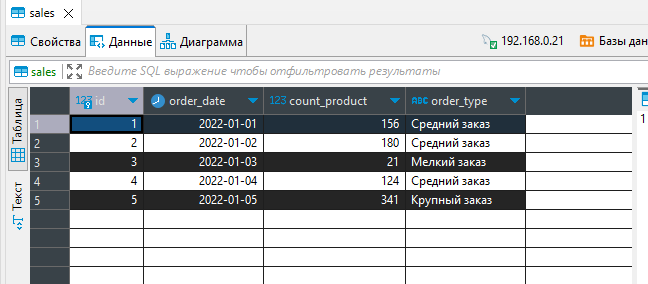 sales
Свойства Данные Диаграмма 192.168.0.21 Базы дан
sales Введите SQL выражение чтобы отфильтровать результаты
Таблица
Текст
123 id order_date 123 count_product ABC order_type
1 1 2022-01-01 156 Средний заказ 1
2 2 2022-01-02 180 Средний заказ
3 3 2022-01-03 21 Мелкий заказ
4 4 2022-01-04 124 Средний заказ
5 5 2022-01-05 341 Крупный заказ